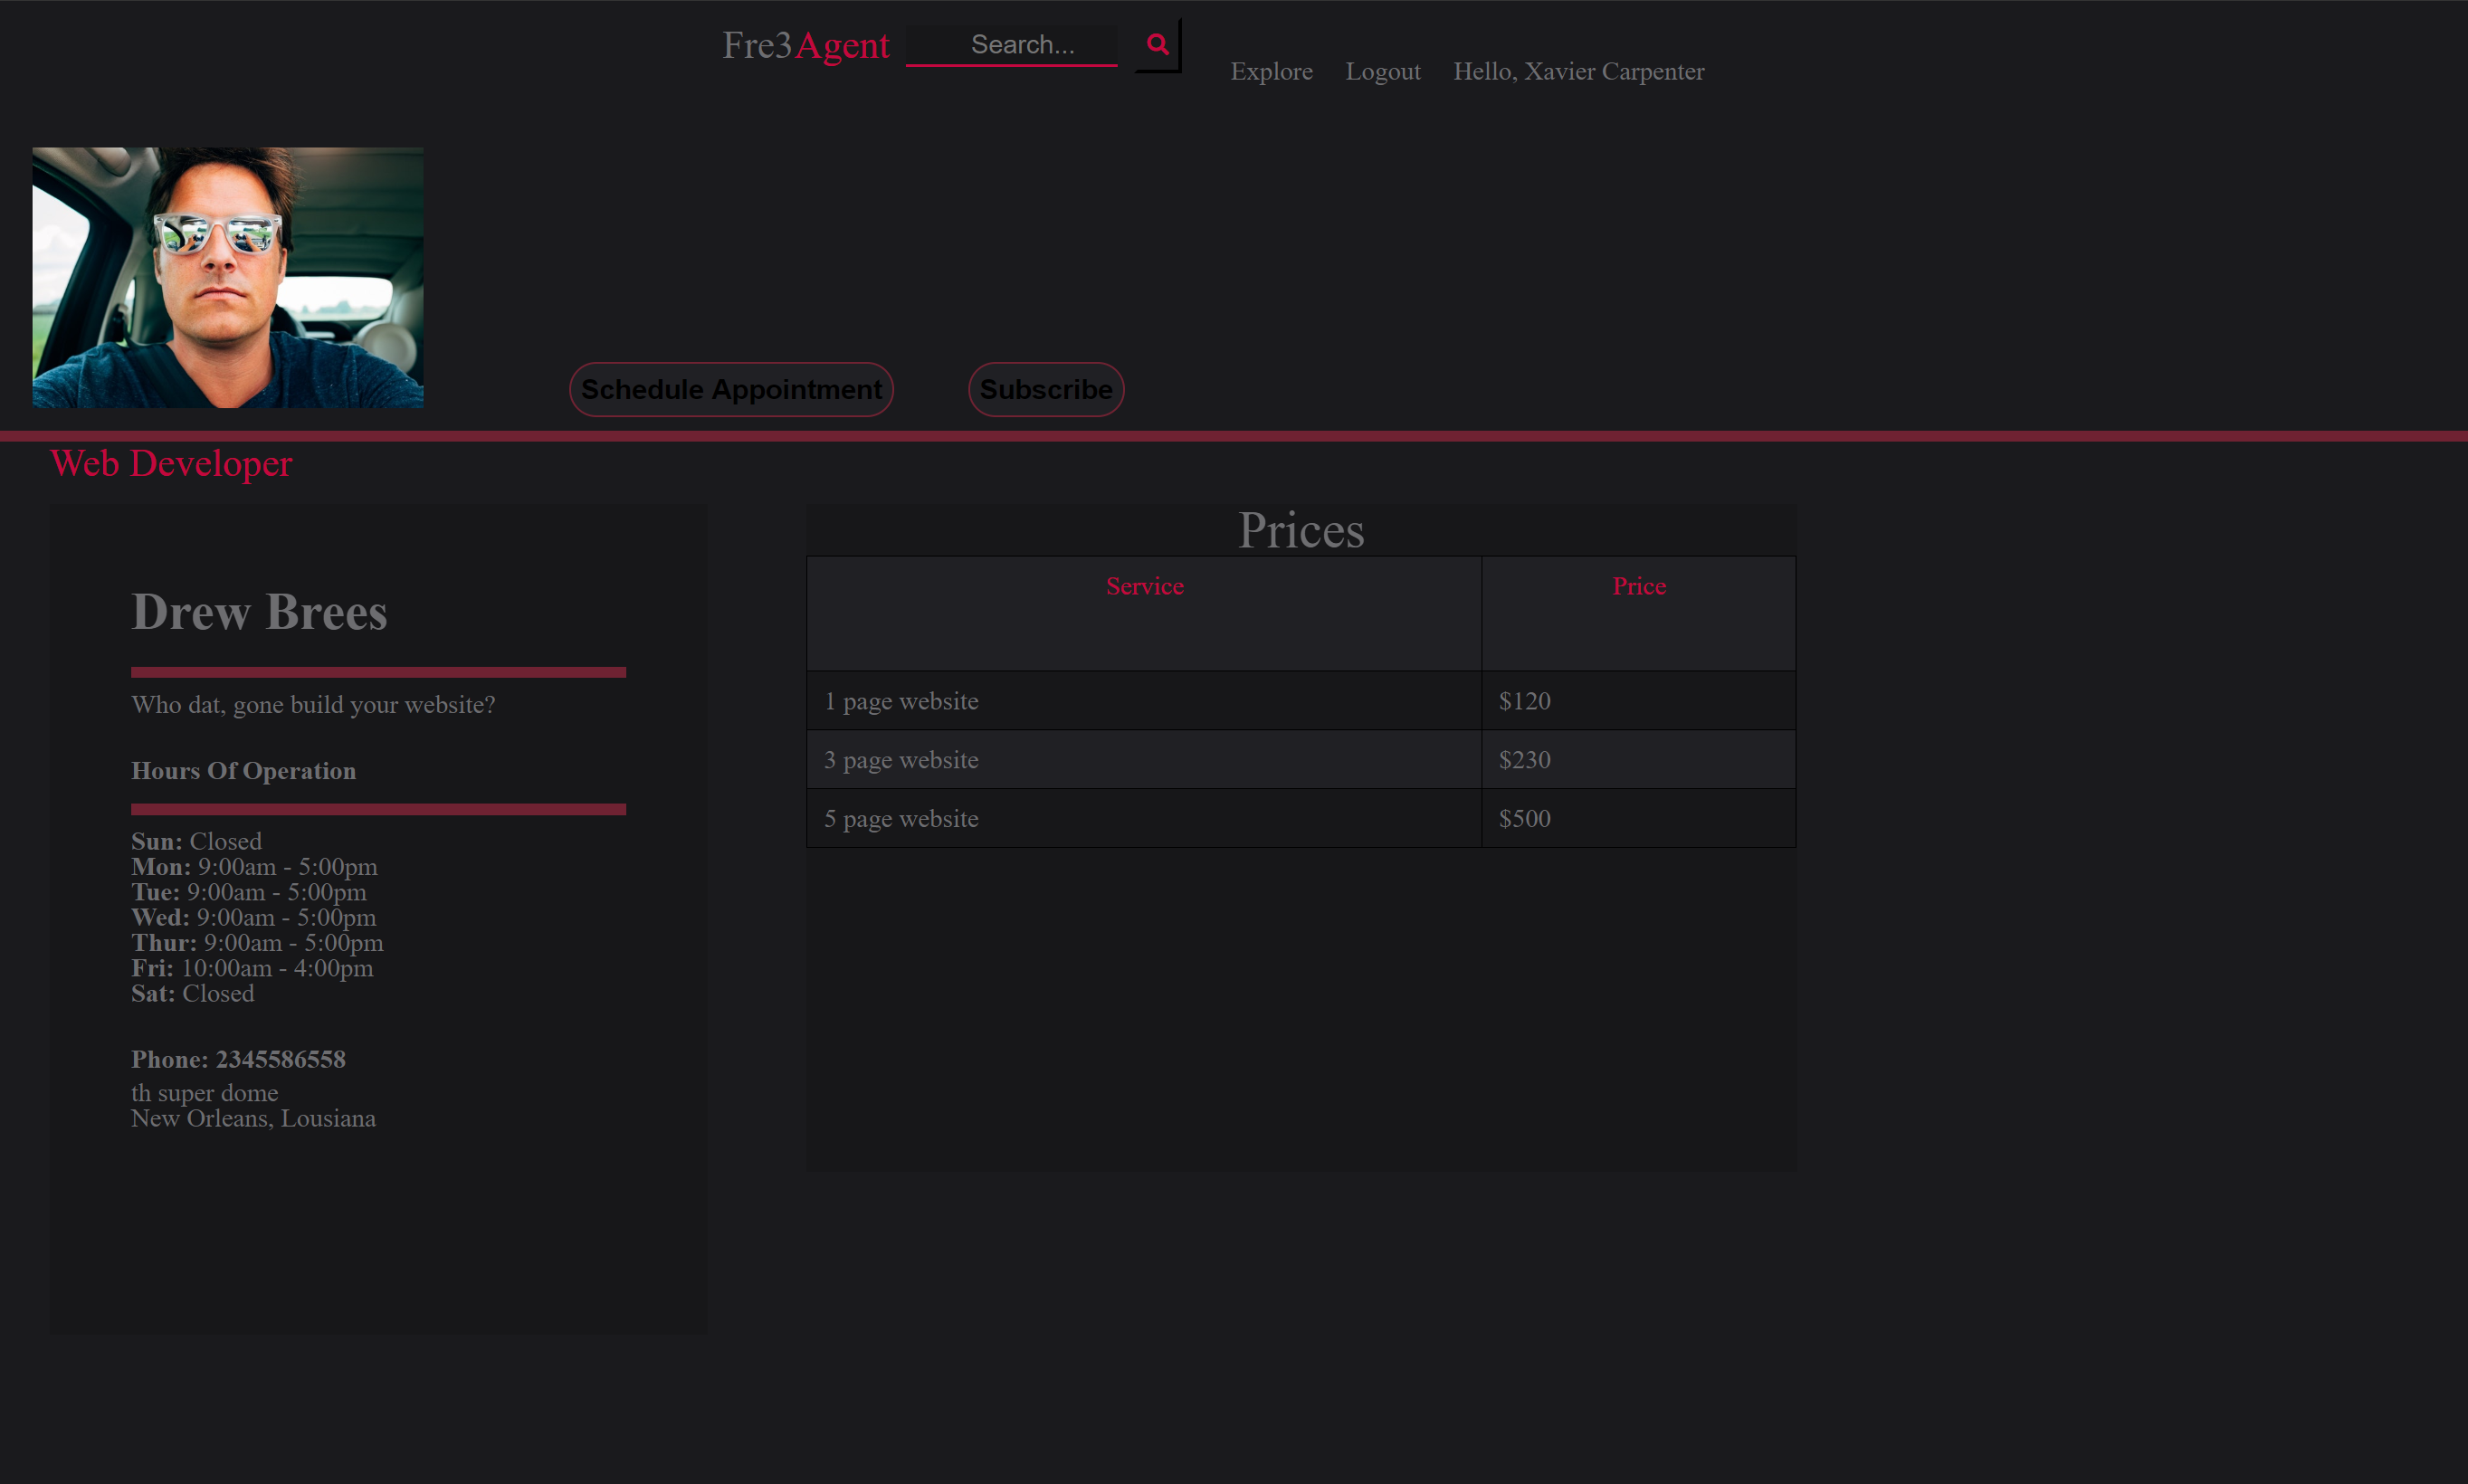 Fre3Agent Search...
Explore Logout Hello, Xavier Carpenter
Schedule Appointment Subscribe
Web Developer
Prices
Service Price
1 page website $120
3 page website $230
5 page website $500
Drew Brees
Who dat, gone build your website?
Hours Of Operation
Sun: Closed
Mon: 9:00am - 5:00pm
Tue: 9:00am - 5:00pm
Wed: 9:00am - 5:00pm
Thur: 9:00am - 5:00pm
Fri: 10:00am - 4:00pm
Sat: Closed
Phone: 2345586558
th super dome
New Orleans, Lousiana